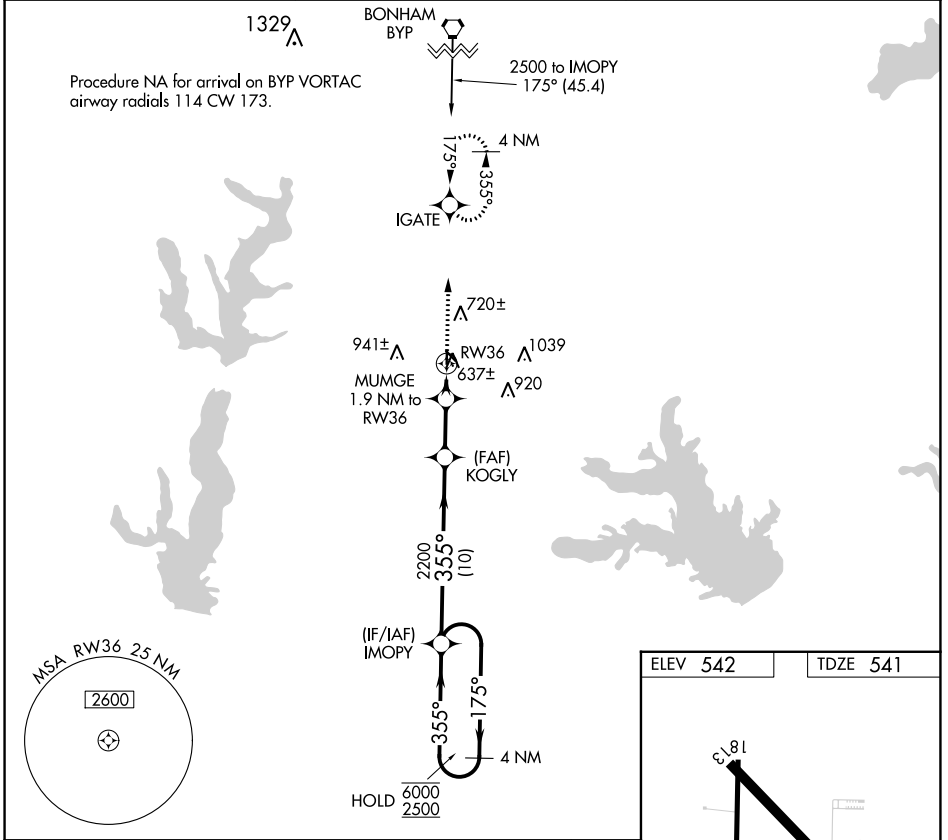 1329
BONHAM
BYP
2500 to IMOPY
175° (45.4)
Procedure NA for arrival on BYP VORTAC
airway radials 114 CW 173.
4 NM
175°
355°
IGATE
720±
941±
RW36
1039
637±
920
MUMGE
1.9 NM to
RW36
(FAF)
KOGLY
2200
355°
(10)
(IF/IAF)
IMOPY
355°
175°
4 NM
HOLD
6000
2500
MSA RW36 25 NM
2600
ELEV 542
TDZE 541
13
18